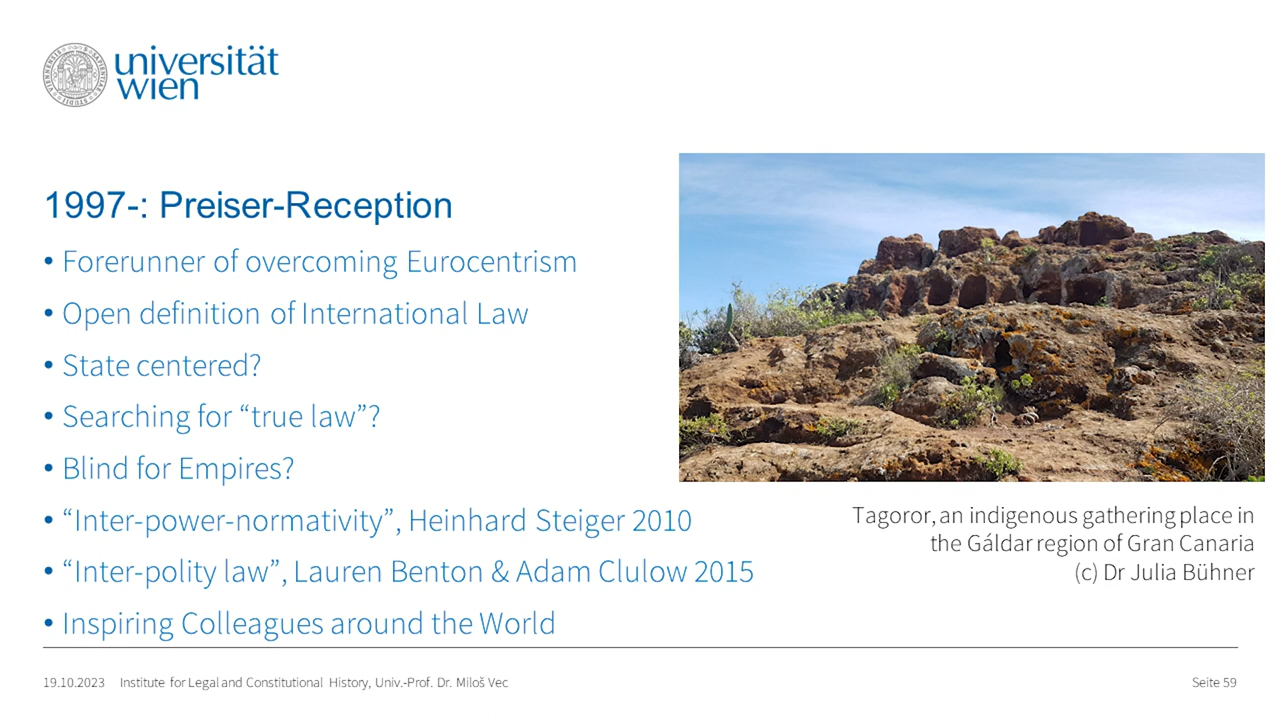 universität
wien
1997-: Preiser-Reception
• Forerunner of overcoming Eurocentrism
• Open definition of International Law
• State centered?
• Searching for “true law”?
• Blind for Empires?
• “Inter-power-normativity”, Heinhard Steiger 2010
• “Inter-polity law”, Lauren Benton & Adam Clulow 2015
• Inspiring Colleagues around the World
Tagoror, an indigenous gathering place in
the Gáldar region of Gran Canaria
(c) Dr Julia Bühner
19.10.2023 Institute for Legal and Constitutional History, Univ.-Prof. Dr. Miloš Vec Seite 59